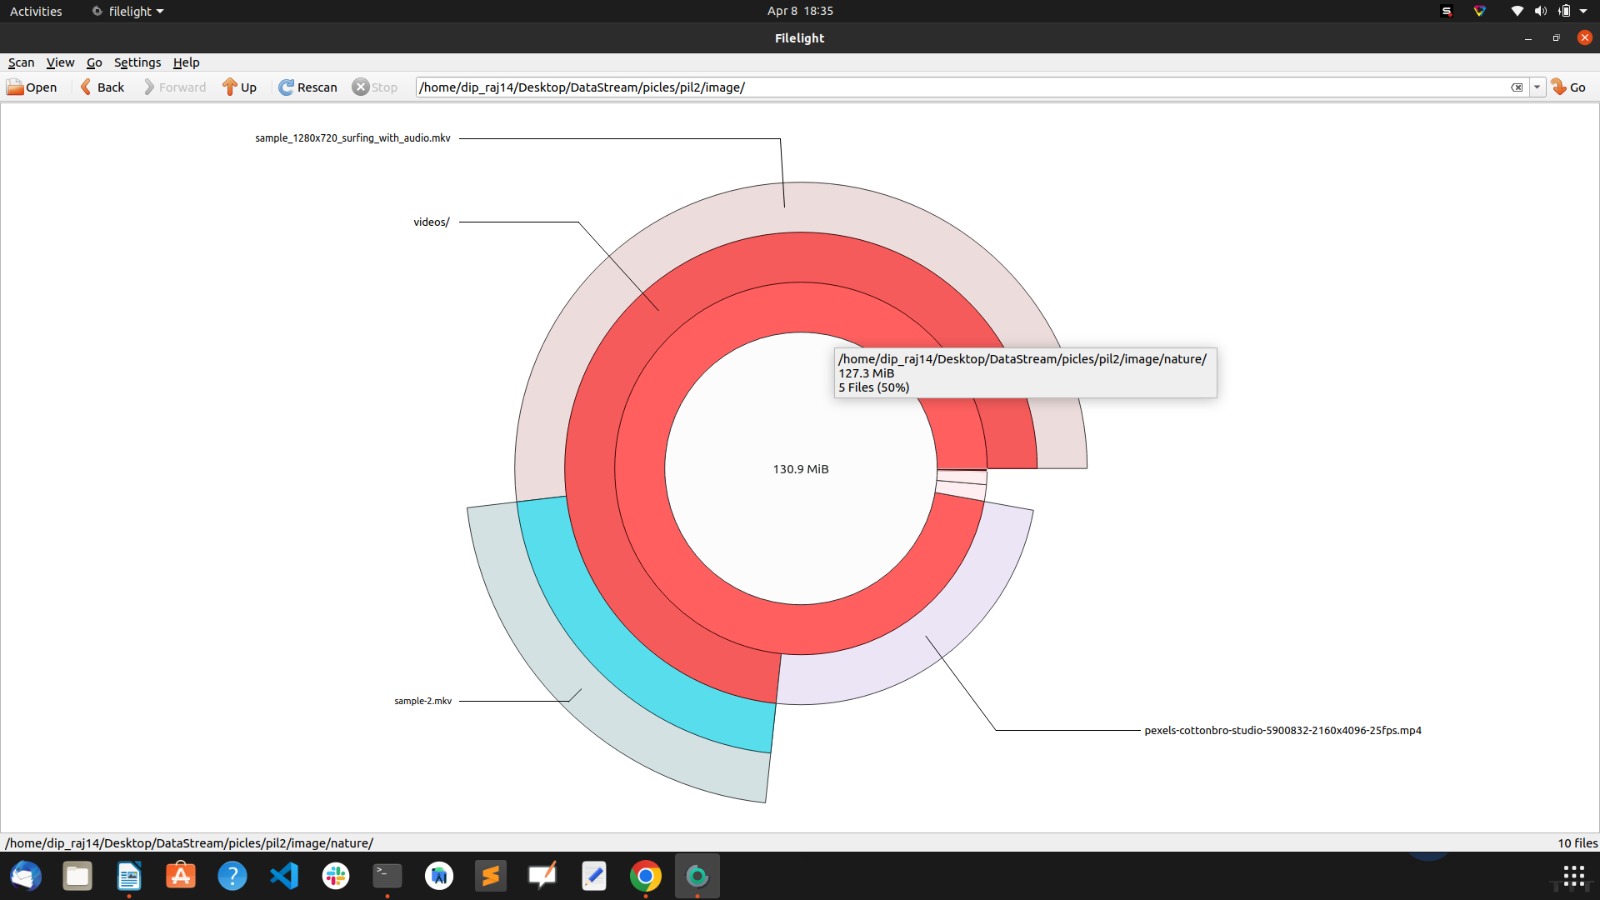 Activities filelight Apr 8 18:35
Filelight
Scan View Go Settings Help
Open Back Forward Up Rescan Stop /home/dip_raj14/Desktop/DataStream/picles/pil2/image/ Go
sample_1280x720_surfing_with_audio.mkv
videos/
/home/dip_raj14/Desktop/DataStream/picles/pil2/image/nature/
127.3 MiB
5 Files (50%)
130.9 MiB
sample-2.mkv
pexels-cottonbro-studio-5900832-2160x4096-25fps.mp4
/home/dip_raj14/Desktop/DataStream/picles/pil2/image/nature/ 10 files